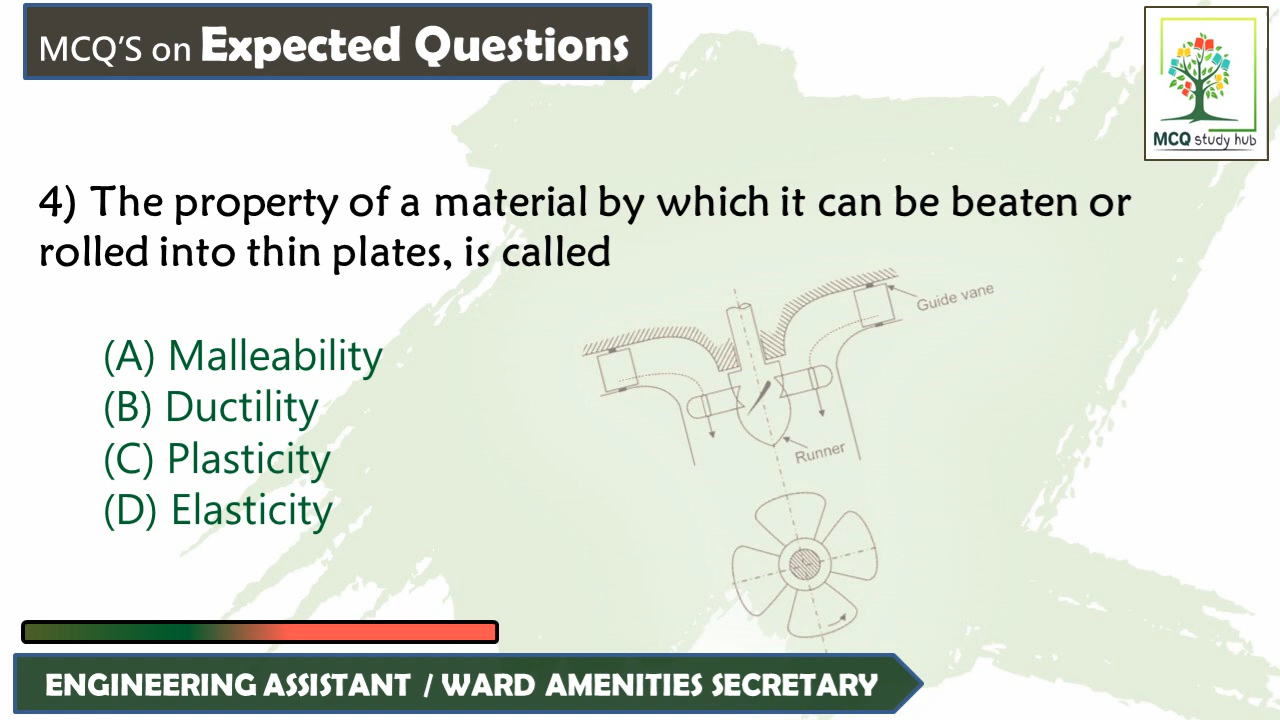 MCQ'S on Expected Questions
MCQ study hub
4) The property of a material by which it can be beaten or
rolled into thin plates, is called
Guide vane
(A) Malleability
(B) Ductility
(C) Plasticity
(D) Elasticity
Runner
ENGINEERING ASSISTANT / WARD AMENITIES SECRETARY